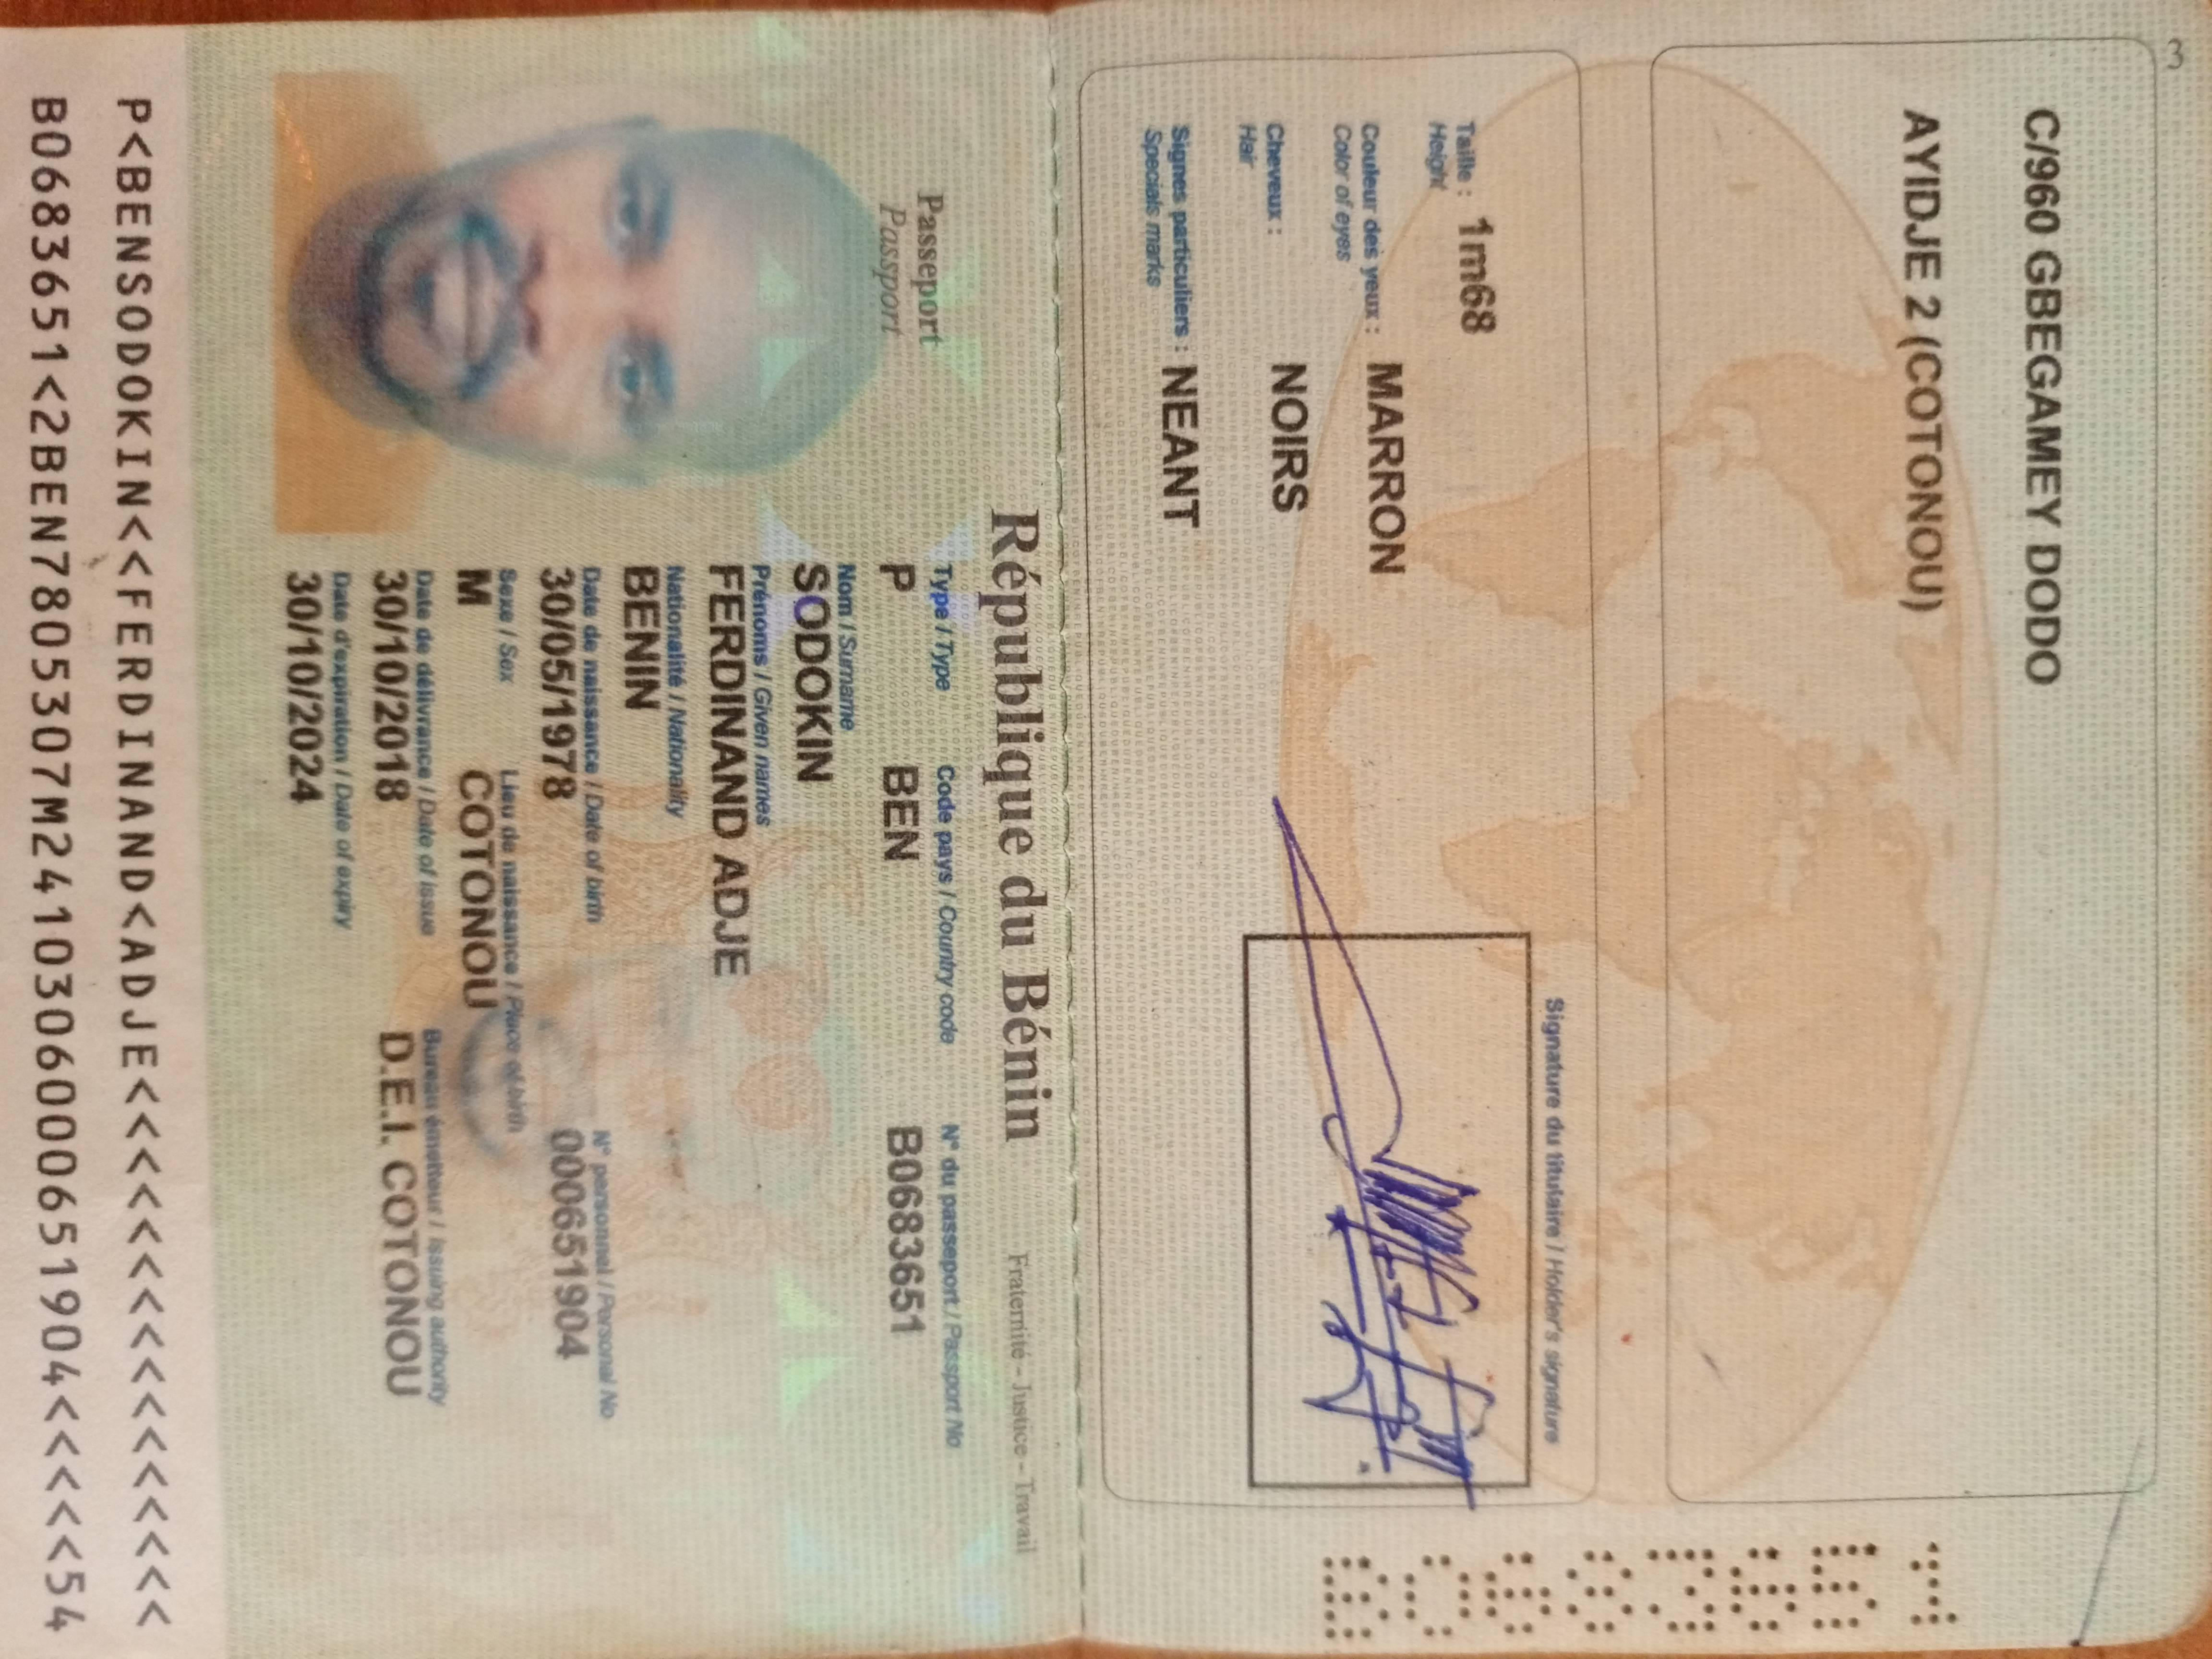 3
C/960 GBEGAMEY DODO
AYIDJE 2 (COTONOU)
Taille : 1m68
Height
Couleur des yeux : MARRON
Color of eyes
Cheveux : NOIRS
Hair
Signes particuliers : NEANT
Specials marks
Signature du titulaire / Holder's signature
B0683651
République du Bénin
Fraternité - Justice - Travail
Passeport
Passport
Type / Type Code pays / Country code N° du passeport / Passport No
P BEN B0683651
Nom / Surname
SODOKIN
Prénoms / Given names
FERDINAND ADJE
Nationalité / Nationality
BENIN
Date de naissance / Date of birth N° personnel / Personal No
30/05/1978 000651904
Sexe / Sex Lieu de naissance / Place of birth
M COTONOU
Date de délivrance / Date of issue Bureau émetteur / Issuing authority
30/10/2018 D.E.I. COTONOU
Date d'expiration / Date of expiry
30/10/2024
P<BENSODOKIN<<FERDINAND<ADJE<<<<<<<<<<<<<<<<
B0683651<2BEN7805307M2410306000651904<<<<<54